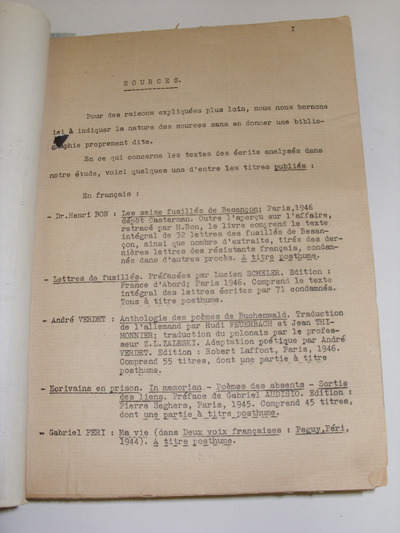 I
SOURCES.
Pour des raisons expliquées plus loin, nous nous bornons
ici à indiquer la nature des sources sans en donner une biblio-
graphie proprement dite.
En ce qui concerne les textes des écrits analysés dans
notre étude, voici quelques uns d'entre les titres publiés :
En français :
- Dr.Henri BON : Les seize fusillés de Besançon; Paris,1946
dépôt Casterman. Outre l'aperçu sur l'affaire,
retracé par H.Bon, le livre comprend le texte
intégral de 32 lettres des fusillés de Besan-
çon, ainsi que nombre d'extraits, tirés des der-
nières lettres des résistants français, condam-
nés dans d'autres procès. A titre posthume.
- Lettres de fusillés. Préfacées par Lucien SCHELER. Edition :
France d'Abord; Paris 1946. Comprend le texte
intégral des lettres écrites par 71 condamnés.
Tous à titre posthume.
- André VERDET : Anthologie des poèmes de Buchenwald. Traduction
de l'allemand par Rudi FEUERBACH et Jean THI-
MONNIER; traduction du polonais par le profes-
seur Z.L.ZALESKI. Adaptation poétique par André
VERDET. Edition : Robert Laffont, Paris, 1946.
Comprend 55 titres, dont une partie à titre
posthume.
- Ecrivains en prison. In memorian - Poèmes des absents - Sortis
des liens. Préface de Gabriel AUDISIO. Edition :
Pierre Seghers, Paris, 1945. Comprend 45 titres,
dont une partie à titre posthume.
- Gabriel PERI : Ma vie (dans Deux voix françaises : Peguy,Péri,
1944). A titre posthume.